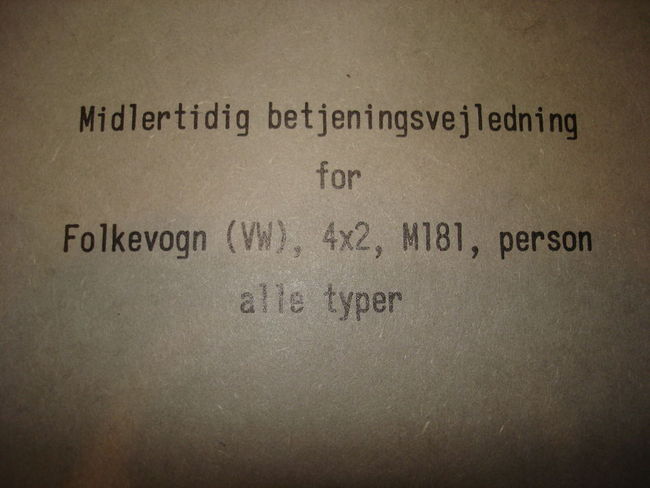 Midlertidig betjeningsvejledning
for
Folkevogn (VW), 4x2, M181, person
alle typer